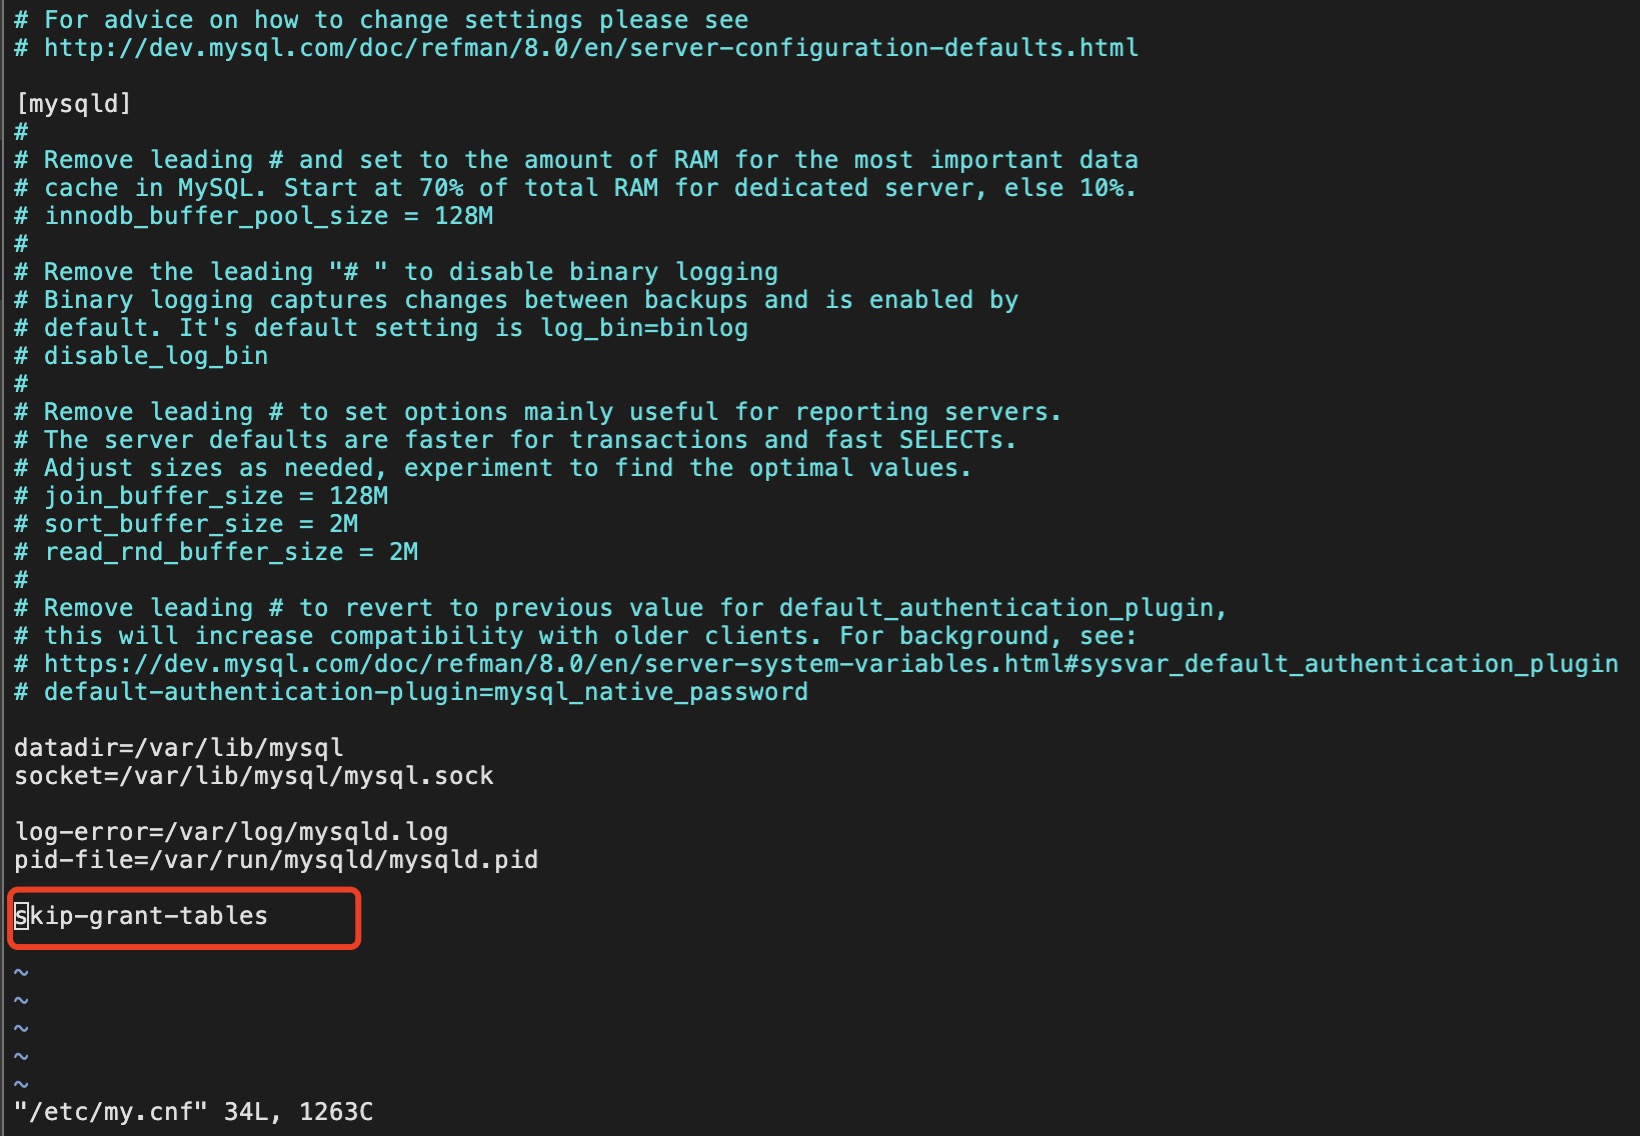 # For advice on how to change settings please see
# http://dev.mysql.com/doc/refman/8.0/en/server-configuration-defaults.html
[mysqld]
#
# Remove leading # and set to the amount of RAM for the most important data
# cache in MySQL. Start at 70% of total RAM for dedicated server, else 10%.
# innodb_buffer_pool_size = 128M
#
# Remove the leading "# " to disable binary logging
# Binary logging captures changes between backups and is enabled by
# default. It's default setting is log_bin=binlog
# disable_log_bin
#
# Remove leading # to set options mainly useful for reporting servers.
# The server defaults are faster for transactions and fast SELECTs.
# Adjust sizes as needed, experiment to find the optimal values.
# join_buffer_size = 128M
# sort_buffer_size = 2M
# read_rnd_buffer_size = 2M
#
# Remove leading # to revert to previous value for default_authentication_plugin,
# this will increase compatibility with older clients. For background, see:
# https://dev.mysql.com/doc/refman/8.0/en/server-system-variables.html#sysvar_default_authentication_plugin
# default-authentication-plugin=mysql_native_password
datadir=/var/lib/mysql
socket=/var/lib/mysql/mysql.sock
log-error=/var/log/mysqld.log
pid-file=/var/run/mysqld/mysqld.pid
skip-grant-tables
~
~
~
~
~
"/etc/my.cnf" 34L, 1263C